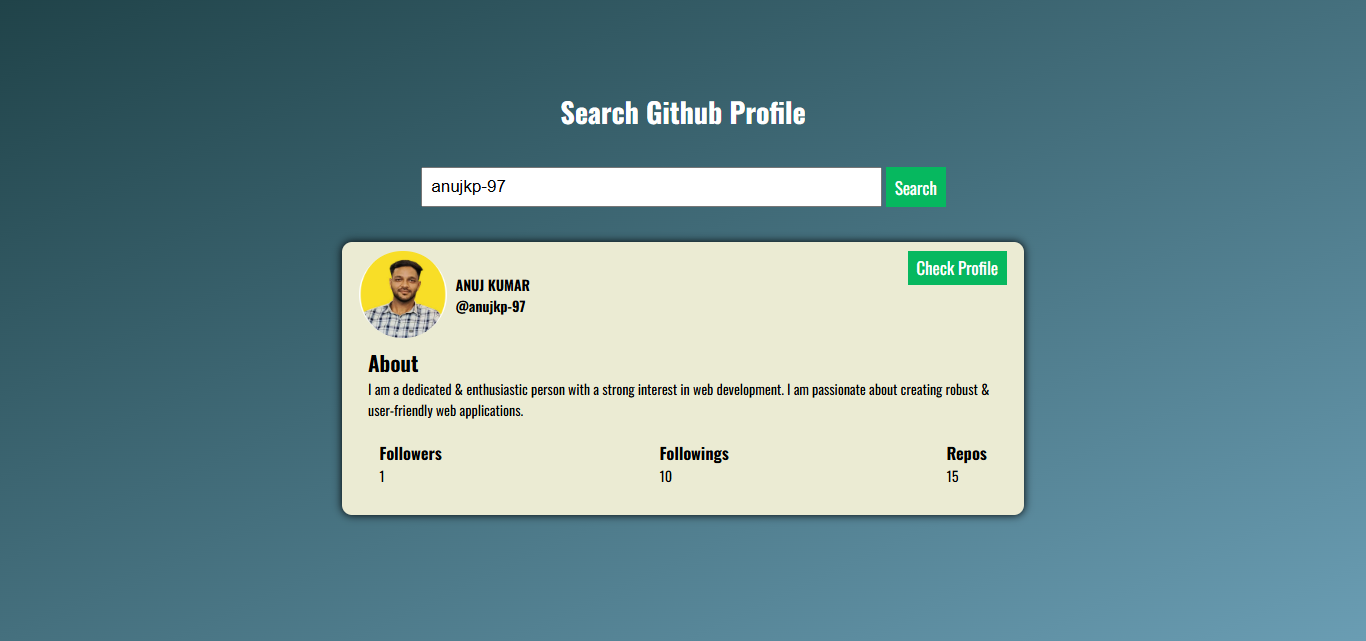 Search Github Profile
anujkp-97
Search
Check Profile
ANUJ KUMAR
@anujkp-97
About
I am a dedicated & enthusiastic person with a strong interest in web development. I am passionate about creating robust &
user-friendly web applications.
Followers Followings Repos
1 10 15